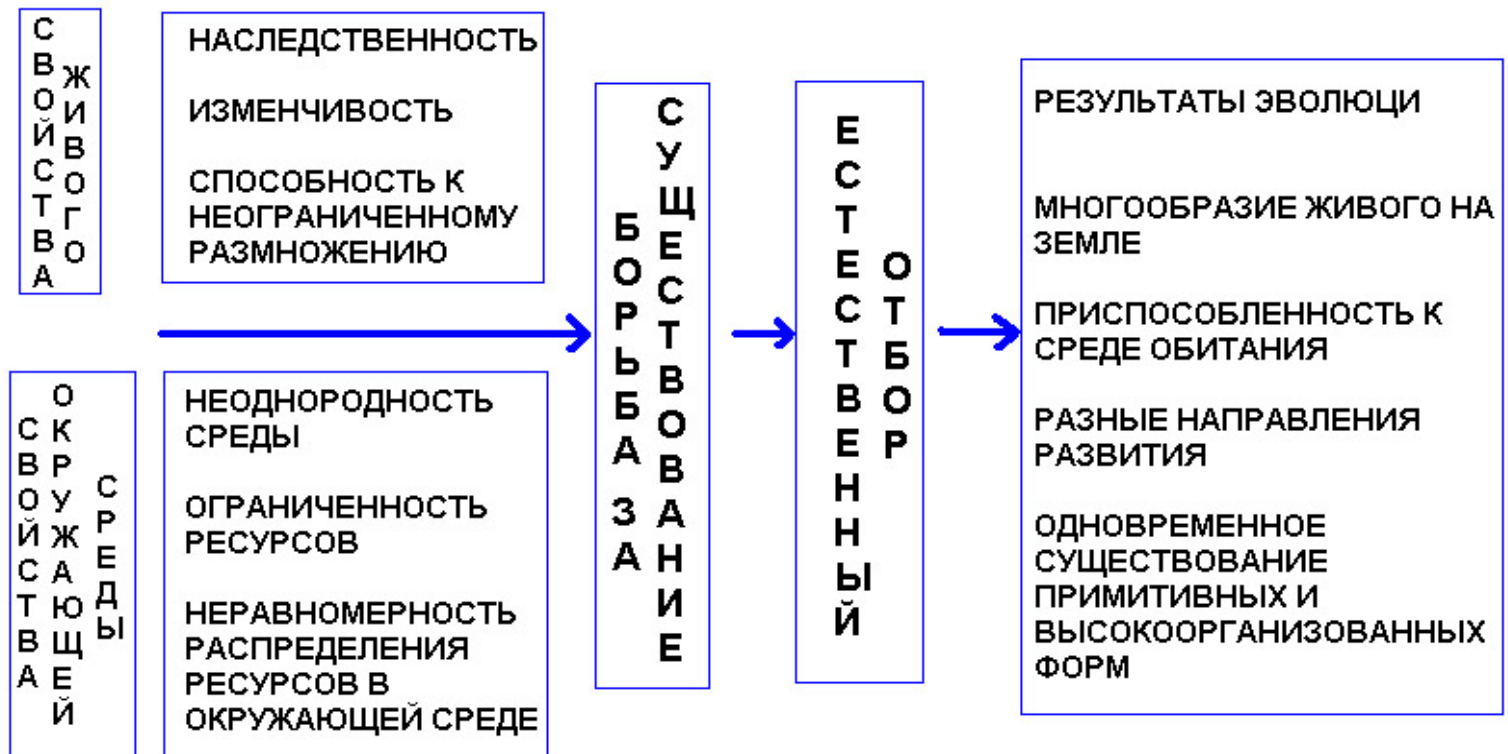 СВОЙСТВА
ЖИВОГО
НАСЛЕДСТВЕННОСТЬ
ИЗМЕНЧИВОСТЬ
СПОСОБНОСТЬ К
НЕОГРАНИЧЕННОМУ
РАЗМНОЖЕНИЮ
СВОЙСТВА
ОКРУЖАЮЩЕЙ
СРЕДЫ
НЕОДНОРОДНОСТЬ
СРЕДЫ
ОГРАНИЧЕННОСТЬ
РЕСУРСОВ
НЕРАВНОМЕРНОСТЬ
РАСПРЕДЕЛЕНИЯ
РЕСУРСОВ В
ОКРУЖАЮЩЕЙ СРЕДЕ
БОРЬБА ЗА
СУЩЕСТВОВАНИЕ
ЕСТЕСТВЕННЫЙ
ОТБОР
РЕЗУЛЬТАТЫ ЭВОЛЮЦИ
МНОГООБРАЗИЕ ЖИВОГО НА
ЗЕМЛЕ
ПРИСПОСОБЛЕННОСТЬ К
СРЕДЕ ОБИТАНИЯ
РАЗНЫЕ НАПРАВЛЕНИЯ
РАЗВИТИЯ
ОДНОВРЕМЕННОЕ
СУЩЕСТВОВАНИЕ
ПРИМИТИВНЫХ И
ВЫСОКООРГАНИЗОВАННЫХ
ФОРМ